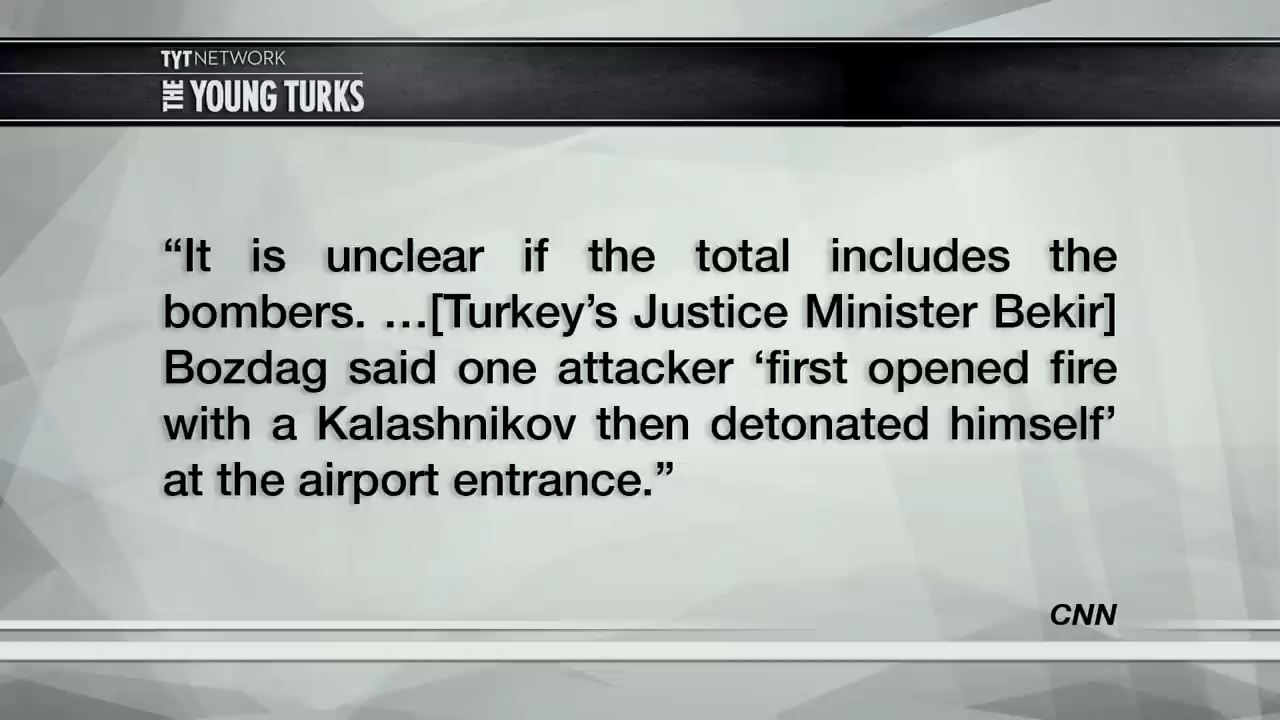 TYT NETWORK
THE YOUNG TURKS
“It is unclear if the total includes the
bombers. ...[Turkey’s Justice Minister Bekir]
Bozdag said one attacker ‘first opened fire
with a Kalashnikov then detonated himself’
at the airport entrance.”
CNN